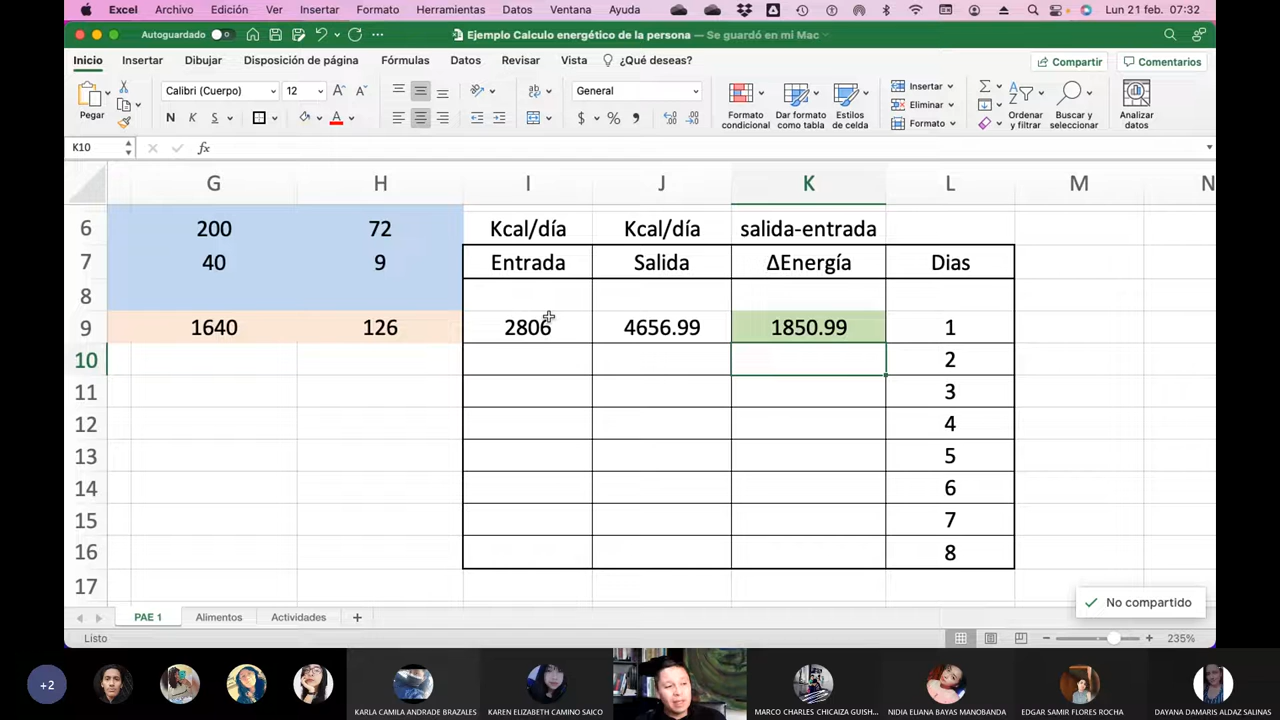 Excel Archivo Edición Ver Insertar Formato Herramientas Datos Ventana Ayuda Lun 21 feb. 07:32
Autoguardado Ejemplo Calculo energético de la persona — Se guardó en mi Mac
Inicio Insertar Dibujar Disposición de página Fórmulas Datos Revisar Vista ¿Qué deseas? Compartir Comentarios
Pegar Calibri (Cuerpo) 12 A A ab General Insertar Eliminar Formato
N K S A $ % Formato condicional Dar formato como tabla Estilos de celda Ordenar y filtrar Buscar y seleccionar Analizar datos
K10 fx
G H I J K L M N
6 200 72 Kcal/día Kcal/día salida-entrada
7 40 9 Entrada Salida ΔEnergía Dias
8
9 1640 126 2806 4656.99 1850.99 1
10 2
11 3
12 4
13 5
14 6
15 7
16 8
17
No compartido
PAE 1 Alimentos Actividades +
Listo 235%
+2
KARLA CAMILA ANDRADE BRAZALES KAREN ELIZABETH CAMINO SAICO MARCO CHARLES CHICAIZA GUISH... NIDIA ELIANA BAYAS MANOBANDA EDGAR SAMIR FLORES ROCHA DAYANA DAMARIS ALDAZ SALINAS